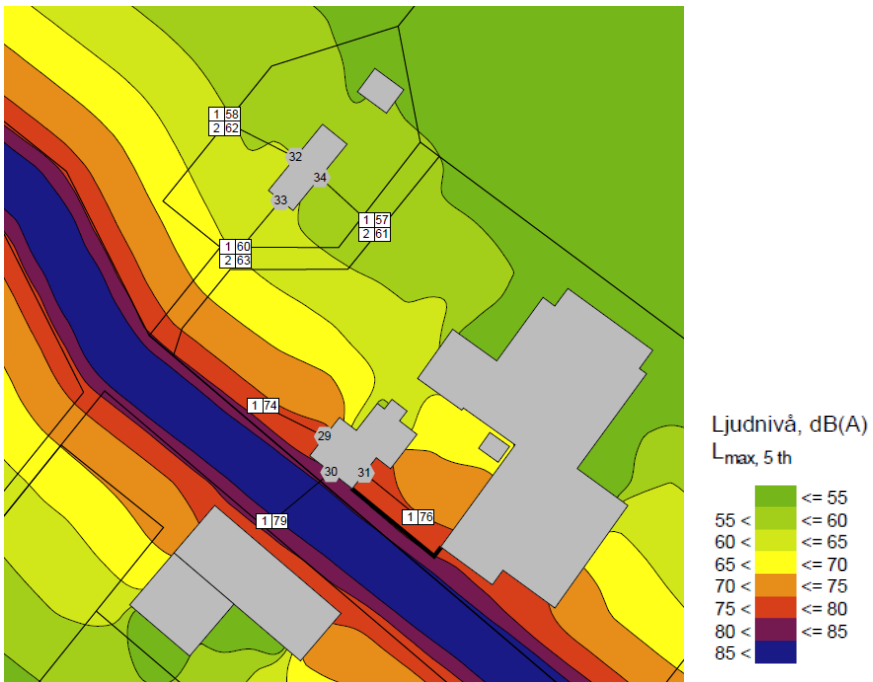 1 58
2 62
32
34
33
1 57
2 61
1 60
2 63
1 74
29
30 31
1 79
1 76
Ljudnivå, dB(A)
Lmax, 5 th
<= 55
55 < <= 60
60 < <= 65
65 < <= 70
70 < <= 75
75 < <= 80
80 < <= 85
85 <